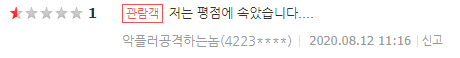 1 관람객 저는 평점에 속았습니다....
악플러공격하는놈(4223****) 2020.08.12 11:16 신고